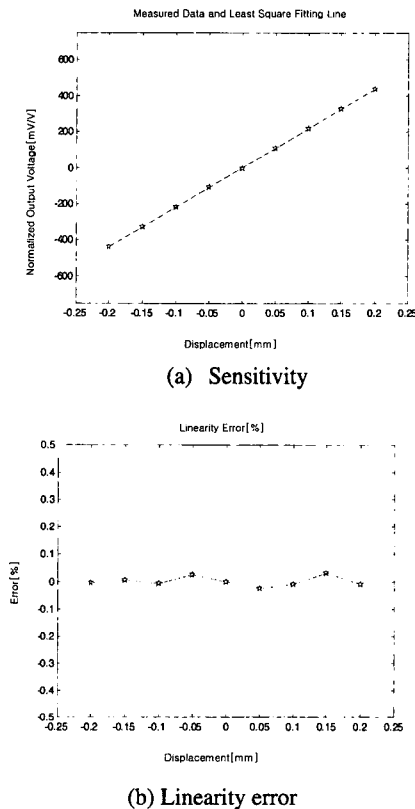 Measured Data and Least Square Fitting Line
Normalized Output Voltage[mV/V]
600
400
200
0
-200
-400
-600
-0.25 -0.2 -0.15 -0.1 -0.05 0 0.05 0.1 0.15 0.2 0.25
Displacement[mm]
(a) Sensitivity
Linearity Error[%]
Error[%]
0.5
0.4
0.3
0.2
0.1
0
0.1
-0.2
-0.3
-0.4
-0.5
-0.25 -0.2 -0.15 -0.1 -0.05 0 0.05 0.1 0.15 0.2 0.25
Displacement[mm]
(b) Linearity error